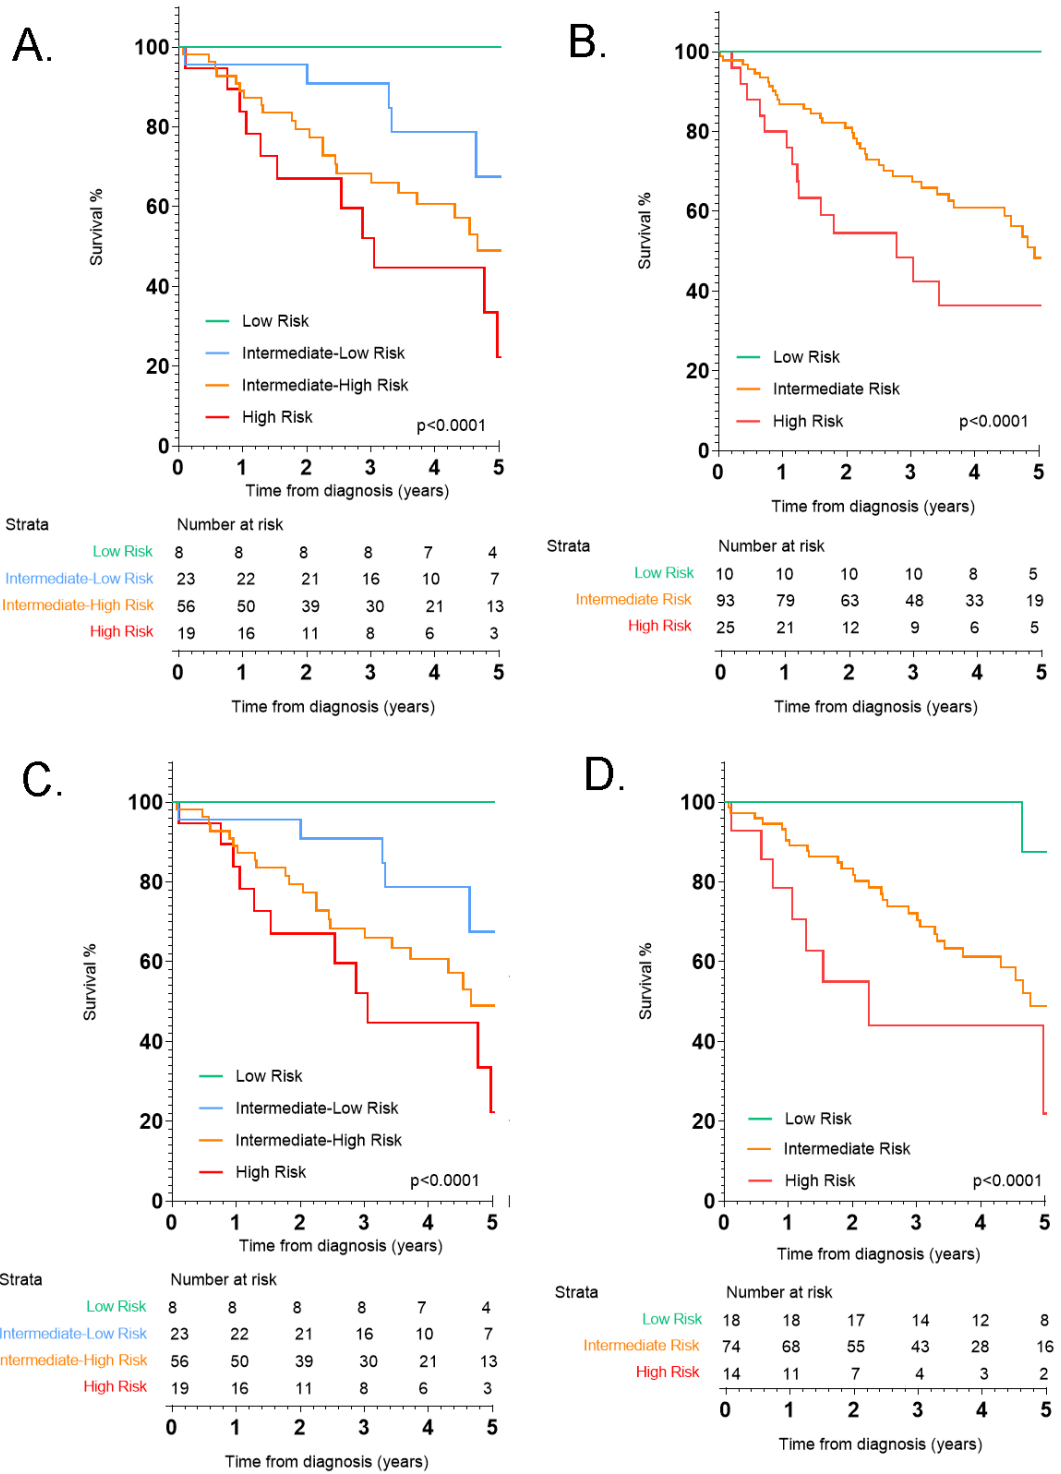 A.
100
80
60
40
20
0
Survival %
Low Risk
Intermediate-Low Risk
Intermediate-High Risk
High Risk
p<0.0001
0 1 2 3 4 5
Time from diagnosis (years)
Strata Number at risk
Low Risk 8 8 8 8 7 4
Intermediate-Low Risk 23 22 21 16 10 7
Intermediate-High Risk 56 50 39 30 21 13
High Risk 19 16 11 8 6 3
0 1 2 3 4 5
Time from diagnosis (years)
B.
100
80
60
40
20
0
Survival %
Low Risk
Intermediate Risk
High Risk
p<0.0001
0 1 2 3 4 5
Time from diagnosis (years)
Strata Number at risk
Low Risk 10 10 10 10 8 5
Intermediate Risk 93 79 63 48 33 19
High Risk 25 21 12 9 6 5
0 1 2 3 4 5
Time from diagnosis (years)
C.
100
80
60
40
20
0
Survival %
Low Risk
Intermediate-Low Risk
Intermediate-High Risk
High Risk
p<0.0001
0 1 2 3 4 5
Time from diagnosis (years)
Strata Number at risk
Low Risk 8 8 8 8 7 4
Intermediate-Low Risk 23 22 21 16 10 7
ntermediate-High Risk 56 50 39 30 21 13
High Risk 19 16 11 8 6 3
0 1 2 3 4 5
Time from diagnosis (years)
D.
100
80
60
40
20
0
Survival %
Low Risk
Intermediate Risk
High Risk
p<0.0001
0 1 2 3 4 5
Time from diagnosis (years)
Strata Number at risk
Low Risk 18 18 17 14 12 8
Intermediate Risk 74 68 55 43 28 16
High Risk 14 11 7 4 3 2
0 1 2 3 4 5
Time from diagnosis (years)